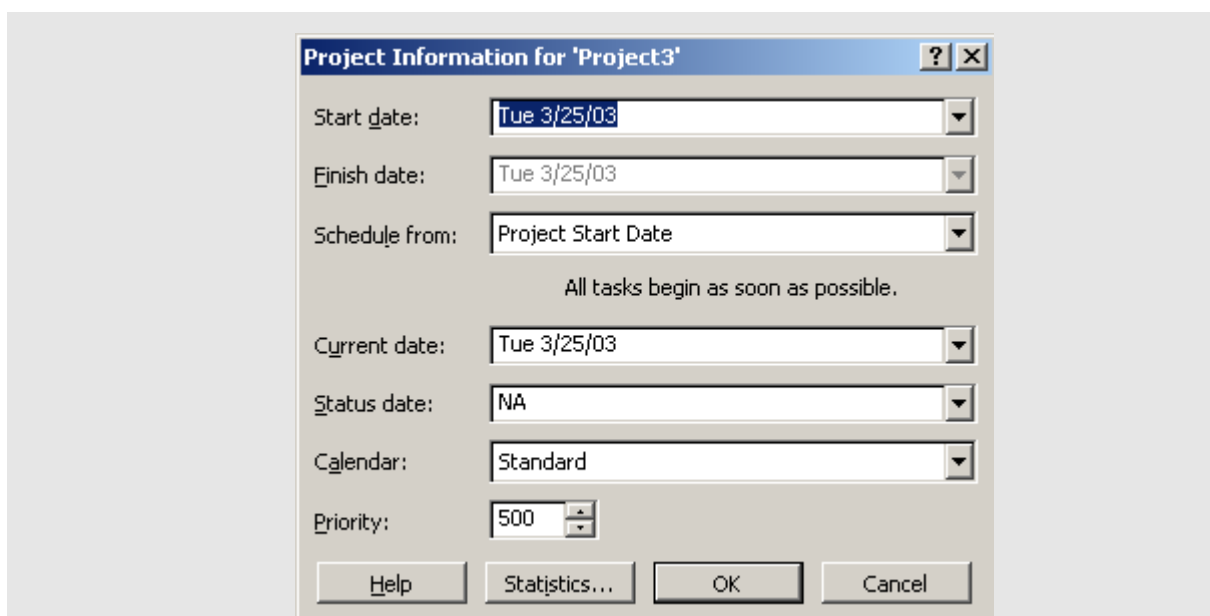 Project Information for 'Project3'
Start date: Tue 3/25/03
Finish date: Tue 3/25/03
Schedule from: Project Start Date
All tasks begin as soon as possible.
Current date: Tue 3/25/03
Status date: NA
Calendar: Standard
Priority: 500
Help Statistics... OK Cancel